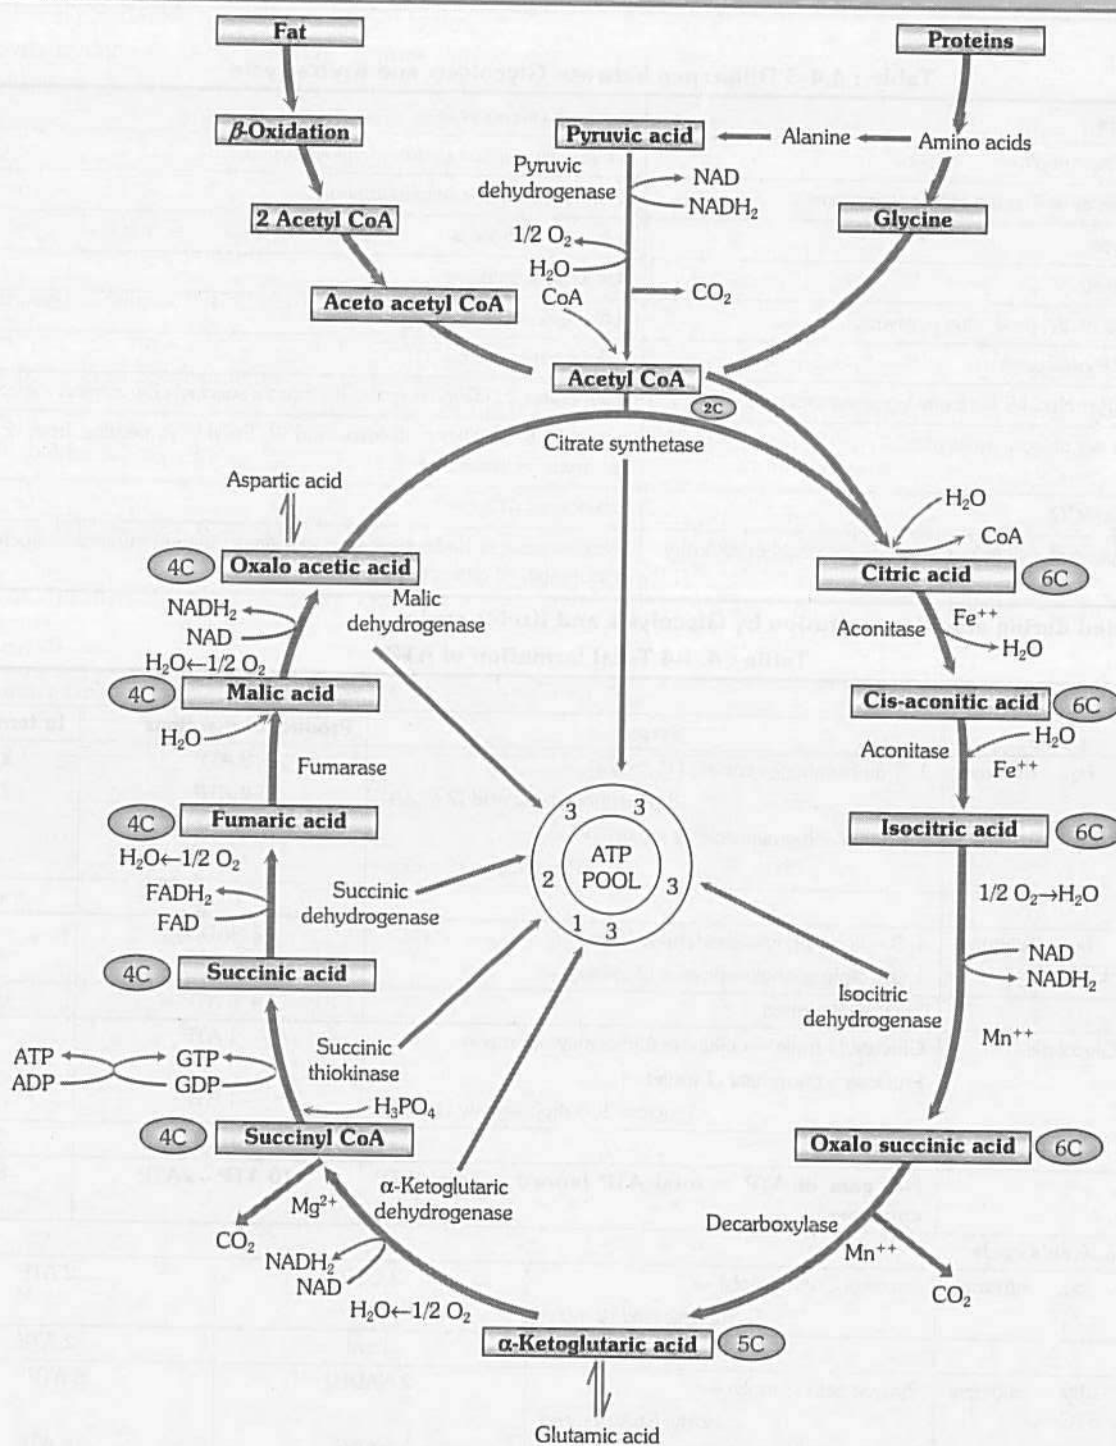 Fat
Proteins
β-Oxidation
Pyruvic acid
Alanine
Amino acids
Pyruvic
dehydrogenase
NAD
NADH₂
2 Acetyl CoA
Glycine
1/2 O₂
H₂O
CoA
CO₂
Aceto acetyl CoA
Acetyl CoA
2C
Citrate synthetase
Aspartic acid
H₂O
CoA
4C
Oxalo acetic acid
Citric acid
6C
NADH₂
NAD
H₂O←1/2 O₂
Malic
dehydrogenase
Aconitase
Fe⁺⁺
H₂O
4C
Malic acid
Cis-aconitic acid
6C
H₂O
Aconitase
H₂O
Fe⁺⁺
Fumarase
4C
Fumaric acid
Isocitric acid
6C
3 3
2
3
1
3
ATP
POOL
H₂O←1/2 O₂
FADH₂
FAD
Succinic
dehydrogenase
1/2 O₂→H₂O
NAD
NADH₂
4C
Succinic acid
Isocitric
dehydrogenase
Mn⁺⁺
ATP
ADP
GTP
GDP
Succinic
thiokinase
H₃PO₄
4C
Succinyl CoA
Oxalo succinic acid
6C
Mg²⁺
CO₂
α-Ketoglutaric
dehydrogenase
NADH₂
NAD
H₂O←1/2 O₂
Decarboxylase
Mn⁺⁺
CO₂
α-Ketoglutaric acid
5C
Glutamic acid